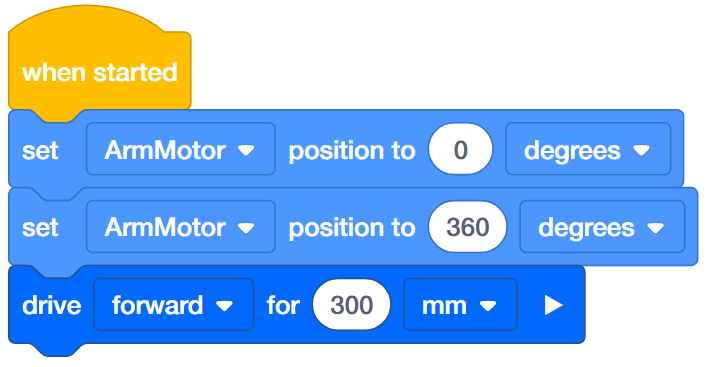 when started
set ArmMotor position to 0 degrees
set ArmMotor position to 360 degrees
drive forward for 300 mm